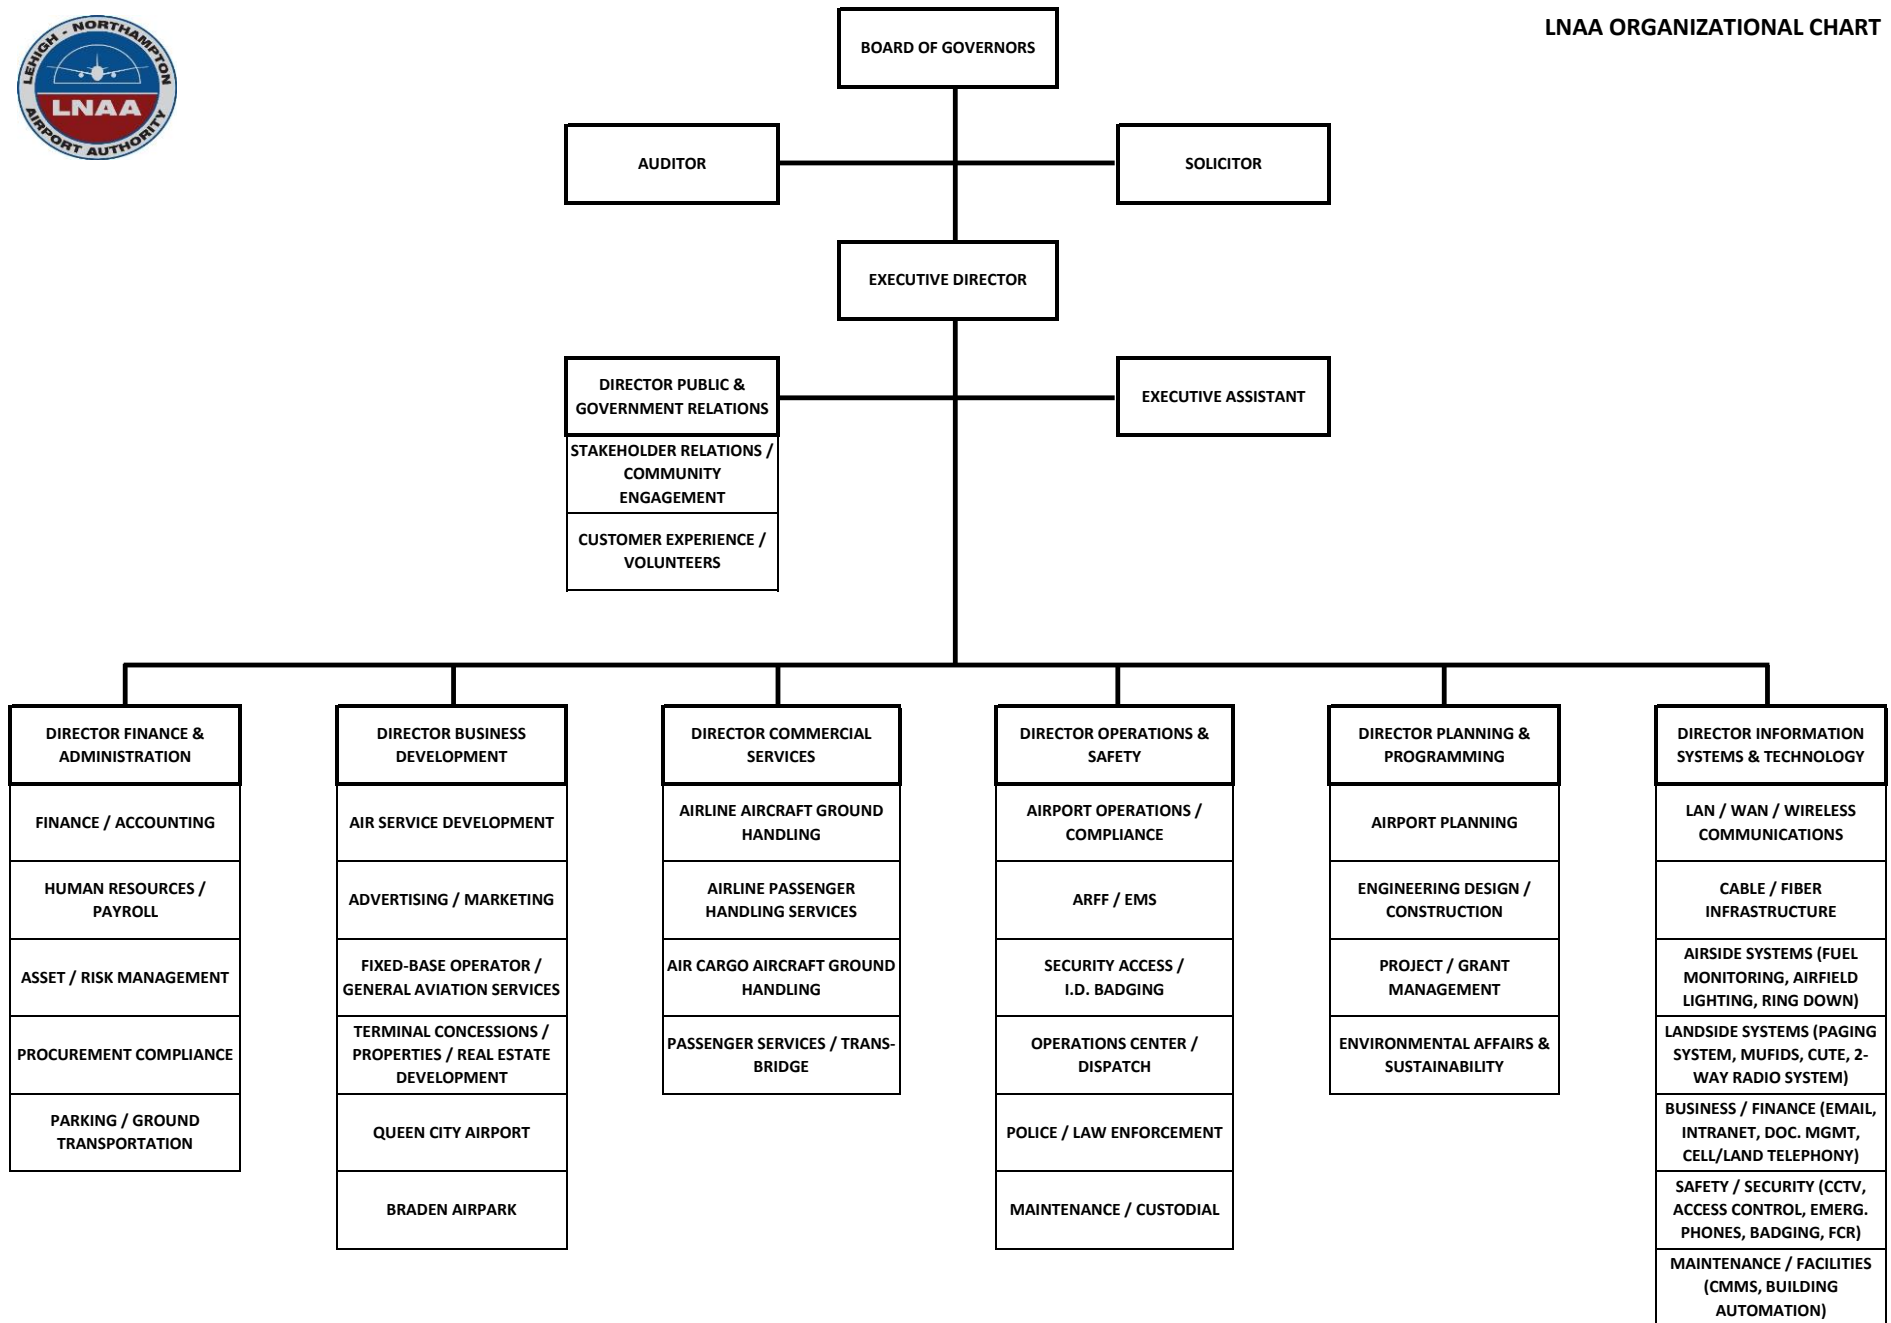 LEHIGH - NORTHAMPTON
LNAA
AIRPORT AUTHORITY
LNAA ORGANIZATIONAL CHART
BOARD OF GOVERNORS
AUDITOR
SOLICITOR
EXECUTIVE DIRECTOR
DIRECTOR PUBLIC &
GOVERNMENT RELATIONS
STAKEHOLDER RELATIONS /
COMMUNITY
ENGAGEMENT
CUSTOMER EXPERIENCE /
VOLUNTEERS
EXECUTIVE ASSISTANT
DIRECTOR FINANCE &
ADMINISTRATION
FINANCE / ACCOUNTING
HUMAN RESOURCES /
PAYROLL
ASSET / RISK MANAGEMENT
PROCUREMENT COMPLIANCE
PARKING / GROUND
TRANSPORTATION
DIRECTOR BUSINESS
DEVELOPMENT
AIR SERVICE DEVELOPMENT
ADVERTISING / MARKETING
FIXED-BASE OPERATOR /
GENERAL AVIATION SERVICES
TERMINAL CONCESSIONS /
PROPERTIES / REAL ESTATE
DEVELOPMENT
QUEEN CITY AIRPORT
BRADEN AIRPARK
DIRECTOR COMMERCIAL
SERVICES
AIRLINE AIRCRAFT GROUND
HANDLING
AIRLINE PASSENGER
HANDLING SERVICES
AIR CARGO AIRCRAFT GROUND
HANDLING
PASSENGER SERVICES / TRANS-
BRIDGE
DIRECTOR OPERATIONS &
SAFETY
AIRPORT OPERATIONS /
COMPLIANCE
ARFF / EMS
SECURITY ACCESS /
I.D. BADGING
OPERATIONS CENTER /
DISPATCH
POLICE / LAW ENFORCEMENT
MAINTENANCE / CUSTODIAL
DIRECTOR PLANNING &
PROGRAMMING
AIRPORT PLANNING
ENGINEERING DESIGN /
CONSTRUCTION
PROJECT / GRANT
MANAGEMENT
ENVIRONMENTAL AFFAIRS &
SUSTAINABILITY
DIRECTOR INFORMATION
SYSTEMS & TECHNOLOGY
LAN / WAN / WIRELESS
COMMUNICATIONS
CABLE / FIBER
INFRASTRUCTURE
AIRSIDE SYSTEMS (FUEL
MONITORING, AIRFIELD
LIGHTING, RING DOWN)
LANDSIDE SYSTEMS (PAGING
SYSTEM, MUFIDS, CUTE, 2-
WAY RADIO SYSTEM)
BUSINESS / FINANCE (EMAIL,
INTRANET, DOC. MGMT,
CELL/LAND TELEPHONY)
SAFETY / SECURITY (CCTV,
ACCESS CONTROL, EMERG.
PHONES, BADGING, FCR)
MAINTENANCE / FACILITIES
(CMMS, BUILDING
AUTOMATION)